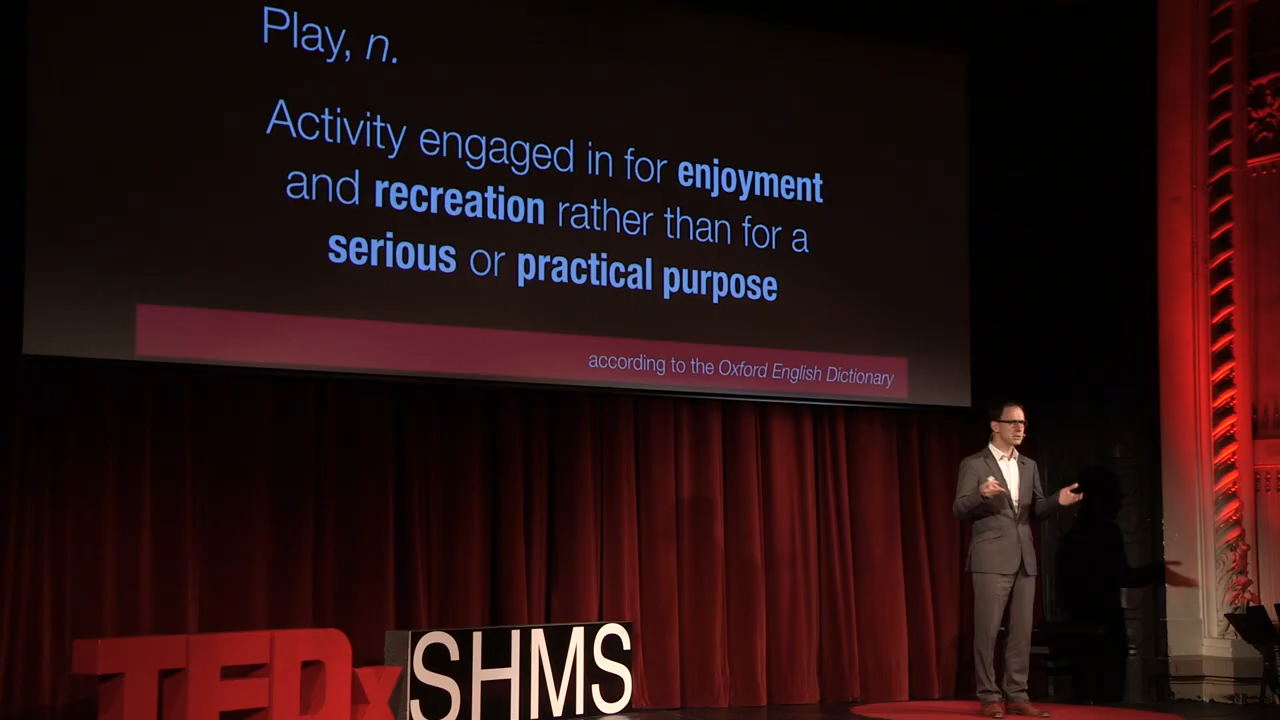 Play, n.
Activity engaged in for enjoyment
and recreation rather than for a
serious or practical purpose
according to the Oxford English Dictionary
TEDx SHMS